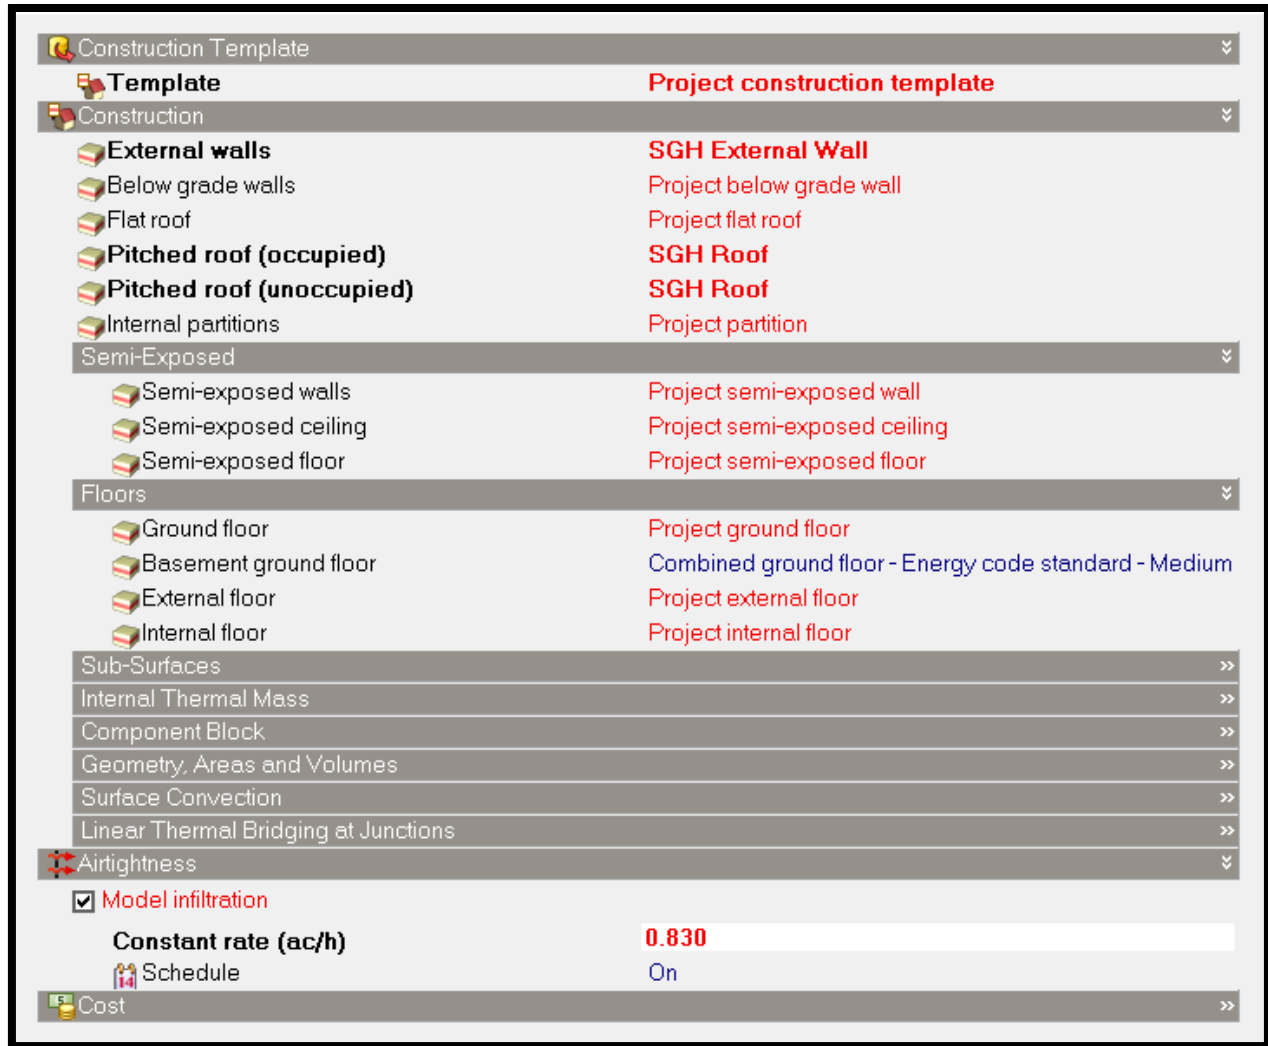 Construction Template
Template Project construction template
Construction
External walls SGH External Wall
Below grade walls Project below grade wall
Flat roof Project flat roof
Pitched roof (occupied) SGH Roof
Pitched roof (unoccupied) SGH Roof
Internal partitions Project partition
Semi-Exposed
Semi-exposed walls Project semi-exposed wall
Semi-exposed ceiling Project semi-exposed ceiling
Semi-exposed floor Project semi-exposed floor
Floors
Ground floor Project ground floor
Basement ground floor Combined ground floor - Energy code standard - Medium
External floor Project external floor
Internal floor Project internal floor
Sub-Surfaces
Internal Thermal Mass
Component Block
Geometry, Areas and Volumes
Surface Convection
Linear Thermal Bridging at Junctions
Airtightness
Model infiltration
Constant rate (ac/h) 0.830
14 Schedule On
5 Cost